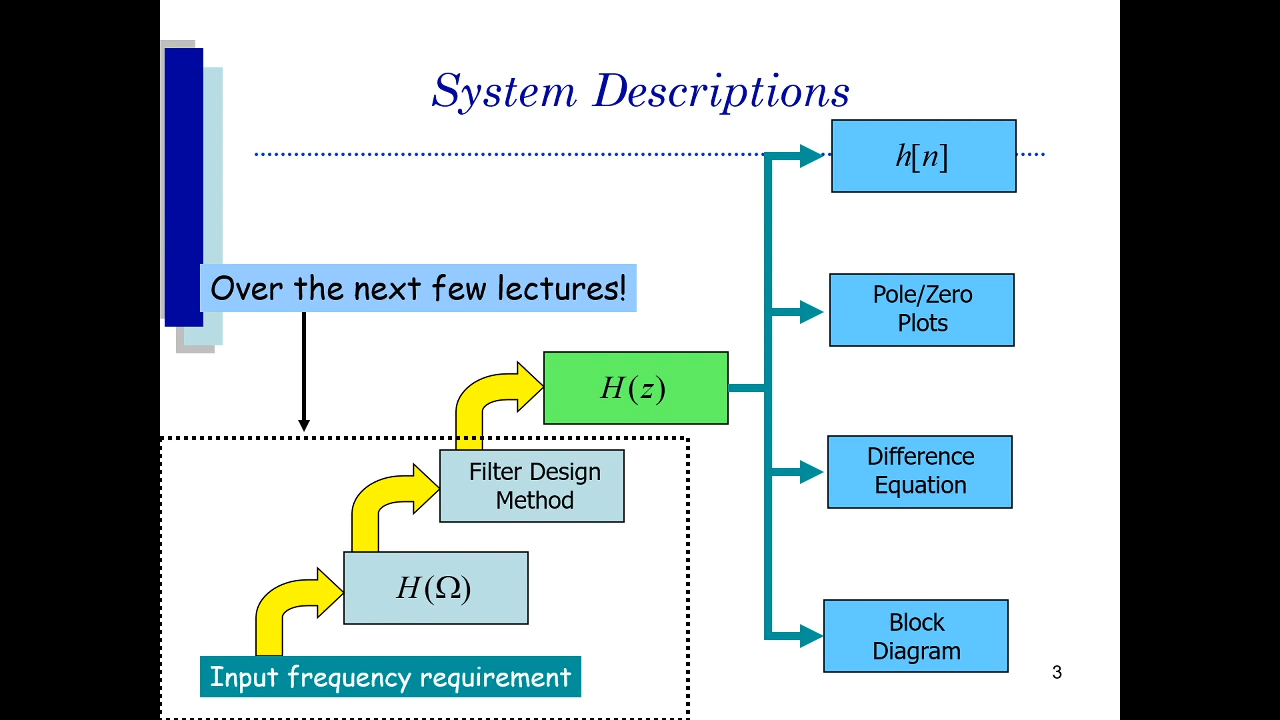 System Descriptions
h[n]
Over the next few lectures!
Pole/Zero
Plots
H(z)
Filter Design
Method
Difference
Equation
H(Ω)
Block
Diagram
Input frequency requirement
3